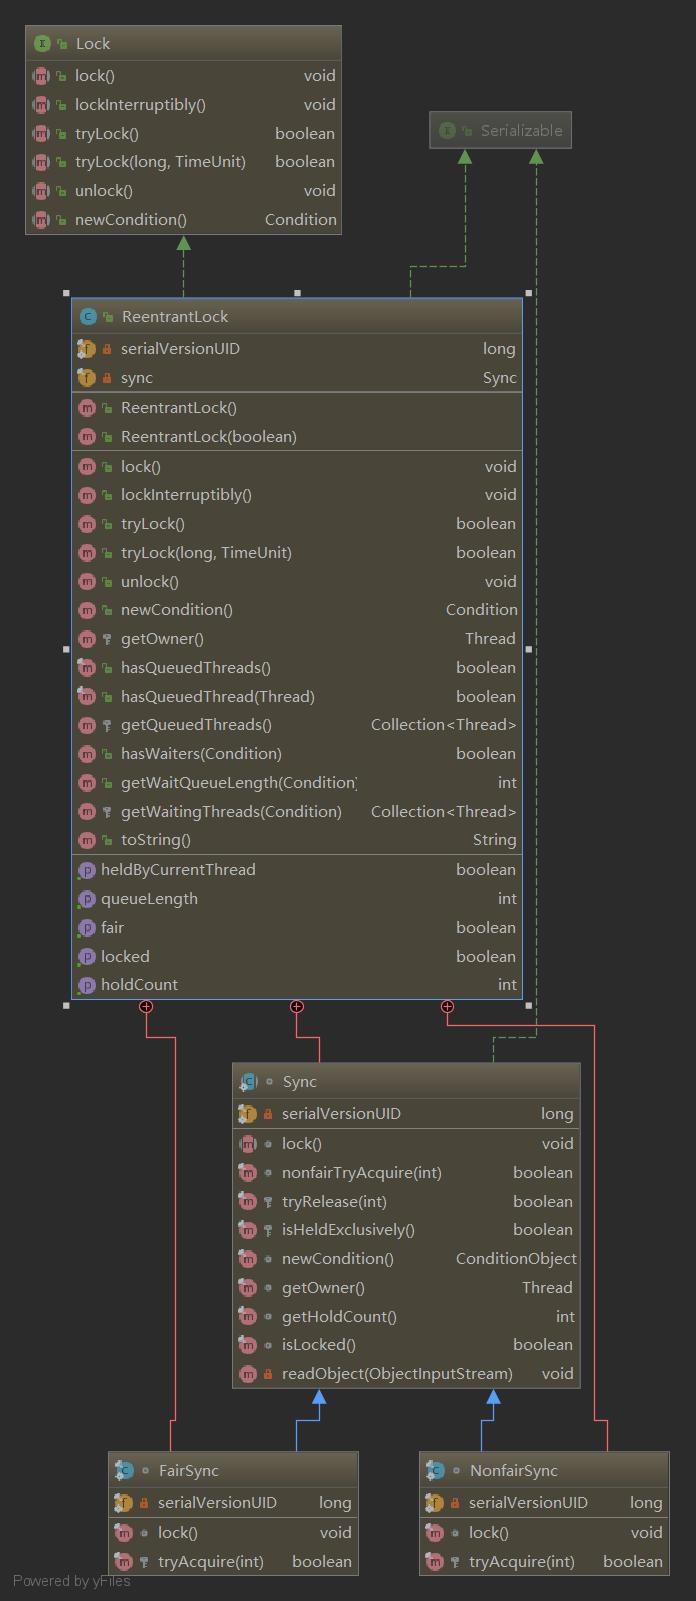 Lock
lock() void
lockInterruptibly() void
tryLock() boolean
tryLock(long, TimeUnit) boolean
unlock() void
newCondition() Condition
Serializable
ReentrantLock
serialVersionUID long
sync Sync
ReentrantLock()
ReentrantLock(boolean)
lock() void
lockInterruptibly() void
tryLock() boolean
tryLock(long, TimeUnit) boolean
unlock() void
newCondition() Condition
getOwner() Thread
hasQueuedThreads() boolean
hasQueuedThread(Thread) boolean
getQueuedThreads() Collection<Thread>
hasWaiters(Condition) boolean
getWaitQueueLength(Condition) int
getWaitingThreads(Condition) Collection<Thread>
toString() String
heldByCurrentThread boolean
queueLength int
fair boolean
locked boolean
holdCount int
Sync
serialVersionUID long
lock() void
nonfairTryAcquire(int) boolean
tryRelease(int) boolean
isHeldExclusively() boolean
newCondition() ConditionObject
getOwner() Thread
getHoldCount() int
isLocked() boolean
readObject(ObjectInputStream) void
FairSync
serialVersionUID long
lock() void
tryAcquire(int) boolean
NonfairSync
serialVersionUID long
lock() void
tryAcquire(int) boolean
Powered by yFiles